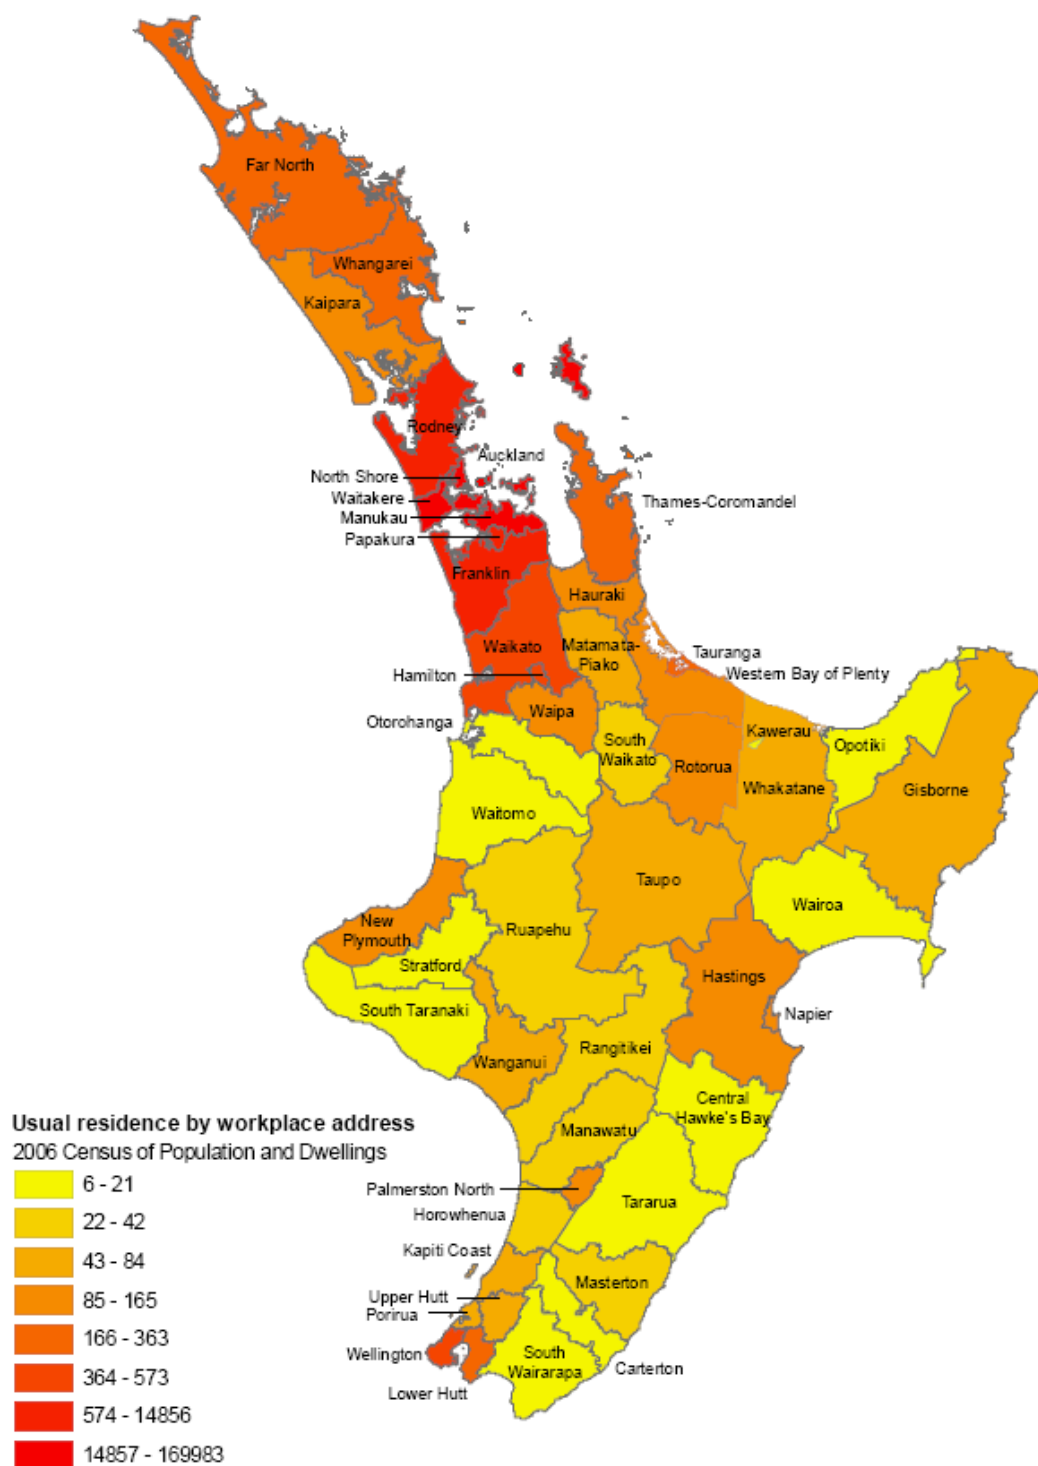 Far North
Whangarei
Kaipara
Rodney
Auckland
North Shore
Waitakere
Manukau
Papakura
Thames-Coromandel
Franklin
Hauraki
Waikato
Matamata-
Piako
Tauranga
Western Bay of Plenty
Hamilton
Waipa
Otorohanga
South
Waikato
Rotorua
Kawerau
Opotiki
Whakatane
Gisborne
Waitomo
Taupo
Wairoa
New
Plymouth
Ruapehu
Stratford
Hastings
South Taranaki
Napier
Wanganui
Rangitikei
Central
Hawke's Bay
Manawatu
Palmerston North
Tararua
Horowhenua
Kapiti Coast
Masterton
Upper Hutt
Porirua
Wellington
South
Wairarapa
Carterton
Lower Hutt
Usual residence by workplace address
2006 Census of Population and Dwellings
6 - 21
22 - 42
43 - 84
85 - 165
166 - 363
364 - 573
574 - 14856
14857 - 169983